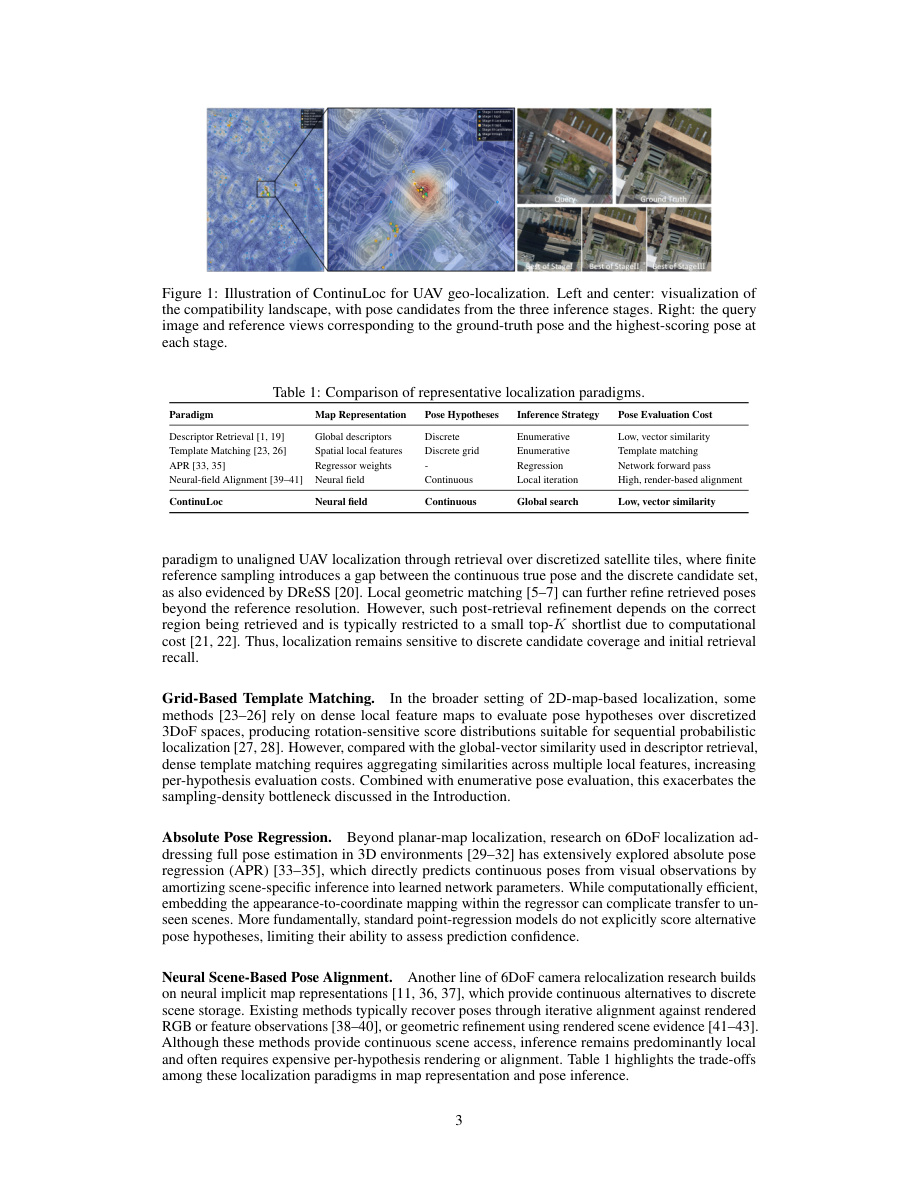 Query
Ground Truth
Best of StageI
Best of StageII
Best of StageIII
Figure 1: Illustration of ContinuLoc for UAV geo-localization. Left and center: visualization of
the compatibility landscape, with pose candidates from the three inference stages. Right: the query
image and reference views corresponding to the ground-truth pose and the highest-scoring pose at
each stage.
Table 1: Comparison of representative localization paradigms.
Paradigm Map Representation Pose Hypotheses Inference Strategy Pose Evaluation Cost
Descriptor Retrieval [1, 19] Global descriptors Discrete Enumerative Low, vector similarity
Template Matching [23, 26] Spatial local features Discrete grid Enumerative Template matching
APR [33, 35] Regressor weights - Regression Network forward pass
Neural-field Alignment [39–41] Neural field Continuous Local iteration High, render-based alignment
ContinuLoc Neural field Continuous Global search Low, vector similarity
paradigm to unaligned UAV localization through retrieval over discretized satellite tiles, where finite
reference sampling introduces a gap between the continuous true pose and the discrete candidate set,
as also evidenced by DReSS [20]. Local geometric matching [5–7] can further refine retrieved poses
beyond the reference resolution. However, such post-retrieval refinement depends on the correct
region being retrieved and is typically restricted to a small top-K shortlist due to computational
cost [21, 22]. Thus, localization remains sensitive to discrete candidate coverage and initial retrieval
recall.
Grid-Based Template Matching. In the broader setting of 2D-map-based localization, some
methods [23–26] rely on dense local feature maps to evaluate pose hypotheses over discretized
3DoF spaces, producing rotation-sensitive score distributions suitable for sequential probabilistic
localization [27, 28]. However, compared with the global-vector similarity used in descriptor retrieval,
dense template matching requires aggregating similarities across multiple local features, increasing
per-hypothesis evaluation costs. Combined with enumerative pose evaluation, this exacerbates the
sampling-density bottleneck discussed in the Introduction.
Absolute Pose Regression. Beyond planar-map localization, research on 6DoF localization ad-
dressing full pose estimation in 3D environments [29–32] has extensively explored absolute pose
regression (APR) [33–35], which directly predicts continuous poses from visual observations by
amortizing scene-specific inference into learned network parameters. While computationally efficient,
embedding the appearance-to-coordinate mapping within the regressor can complicate transfer to un-
seen scenes. More fundamentally, standard point-regression models do not explicitly score alternative
pose hypotheses, limiting their ability to assess prediction confidence.
Neural Scene-Based Pose Alignment. Another line of 6DoF camera relocalization research builds
on neural implicit map representations [11, 36, 37], which provide continuous alternatives to discrete
scene storage. Existing methods typically recover poses through iterative alignment against rendered
RGB or feature observations [38–40], or geometric refinement using rendered scene evidence [41–43].
Although these methods provide continuous scene access, inference remains predominantly local
and often requires expensive per-hypothesis rendering or alignment. Table 1 highlights the trade-offs
among these localization paradigms in map representation and pose inference.
3